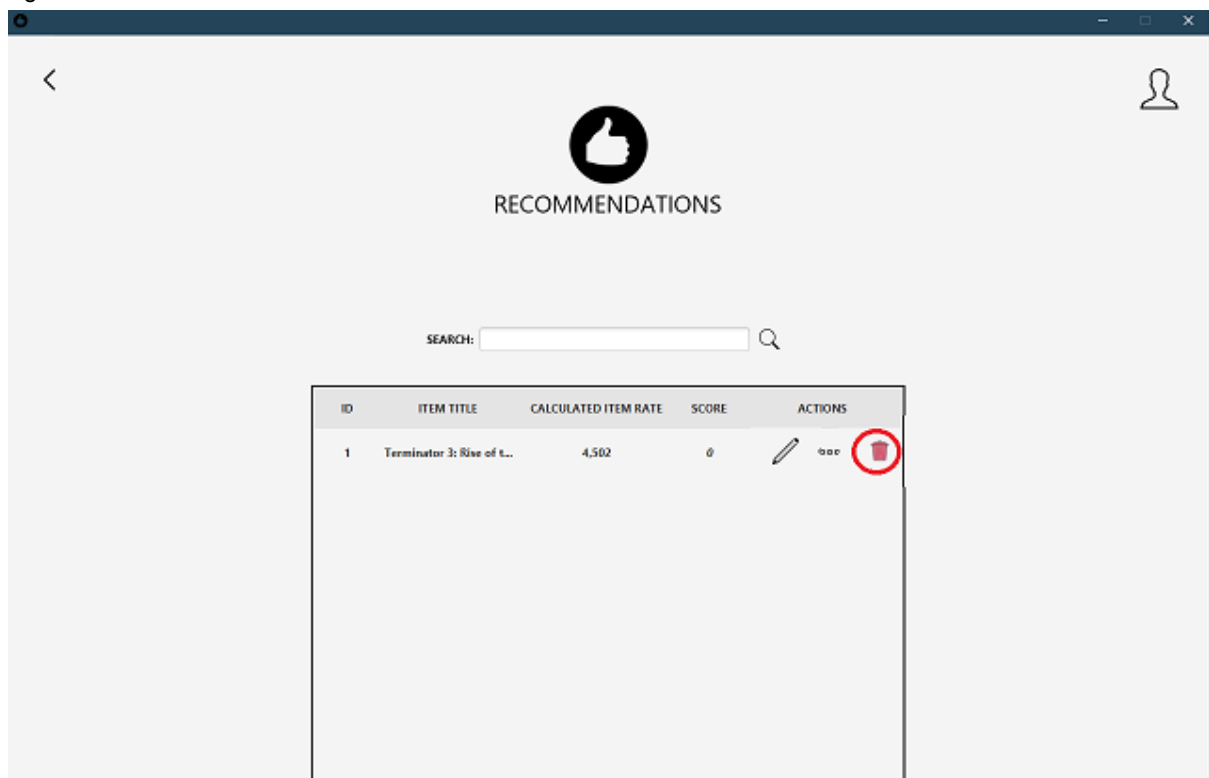 RECOMMENDATIONS
SEARCH:
ID ITEM TITLE CALCULATED ITEM RATE SCORE ACTIONS
1 Terminator 3: Rise of t... 4,502 0